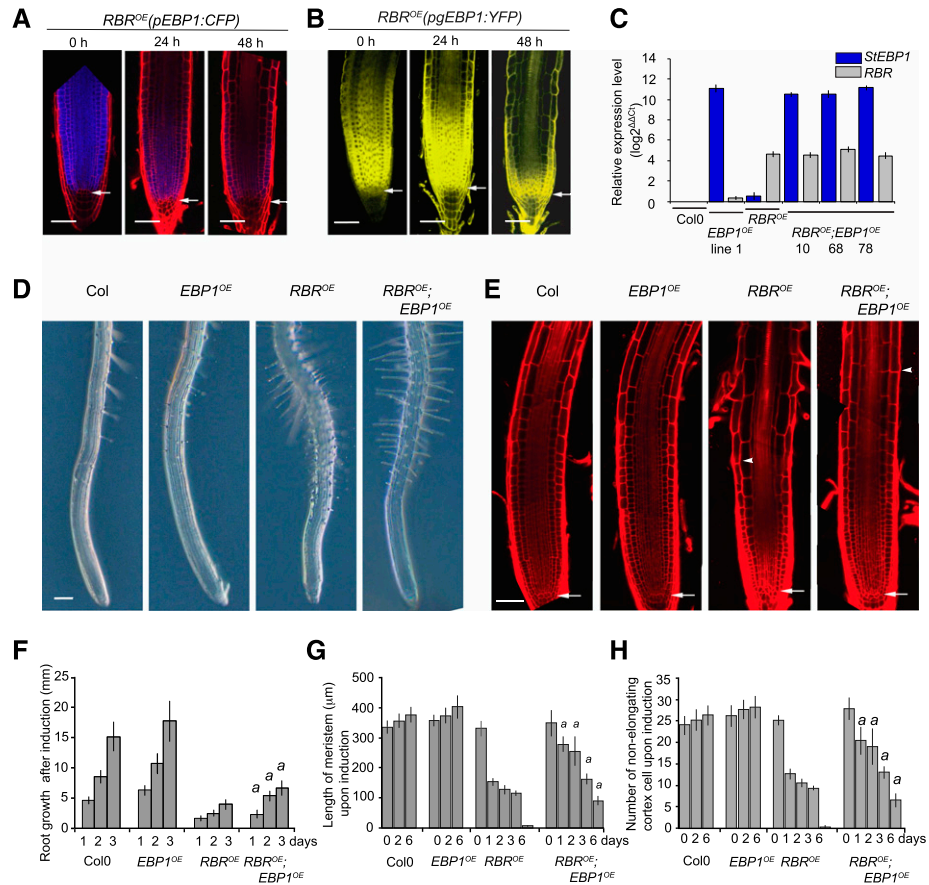 A
RBR^OE(pEBP1:CFP)
0 h 24 h 48 h
B
RBR^OE(pgEBP1:YFP)
0 h 24 h 48 h
C
StEBP1
RBR
Relative expression level
(log2^ΔΔCt)
14
12
10
8
6
4
2
0
Col0
EBP1^OE
line 1
RBR^OE
RBR^OE;EBP1^OE
10 68 78
D
Col EBP1^OE RBR^OE RBR^OE;
EBP1^OE
E
Col EBP1^OE RBR^OE RBR^OE;
EBP1^OE
F
Root growth after induction (mm)
25
20
15
10
5
0
a
a
a
1 2 3 1 2 3 1 2 3 1 2 3 days
Col0 EBP1^OE RBR^OE RBR^OE;
EBP1^OE
G
Length of meristem (µm)
upon induction
500
400
300
200
100
0
a a
a
a
0 2 6 0 2 6 0 1 2 3 6 0 1 2 3 6 days
Col0 EBP1^OE RBR^OE RBR^OE;
EBP1^OE
H
Number of non-elongating
cortex cell upon induction
35
30
25
20
15
10
5
0
a a
a
a
0 2 6 0 2 6 0 1 2 3 6 0 1 2 3 6 days
Col0 EBP1^OE RBR^OE RBR^OE;
EBP1^OE